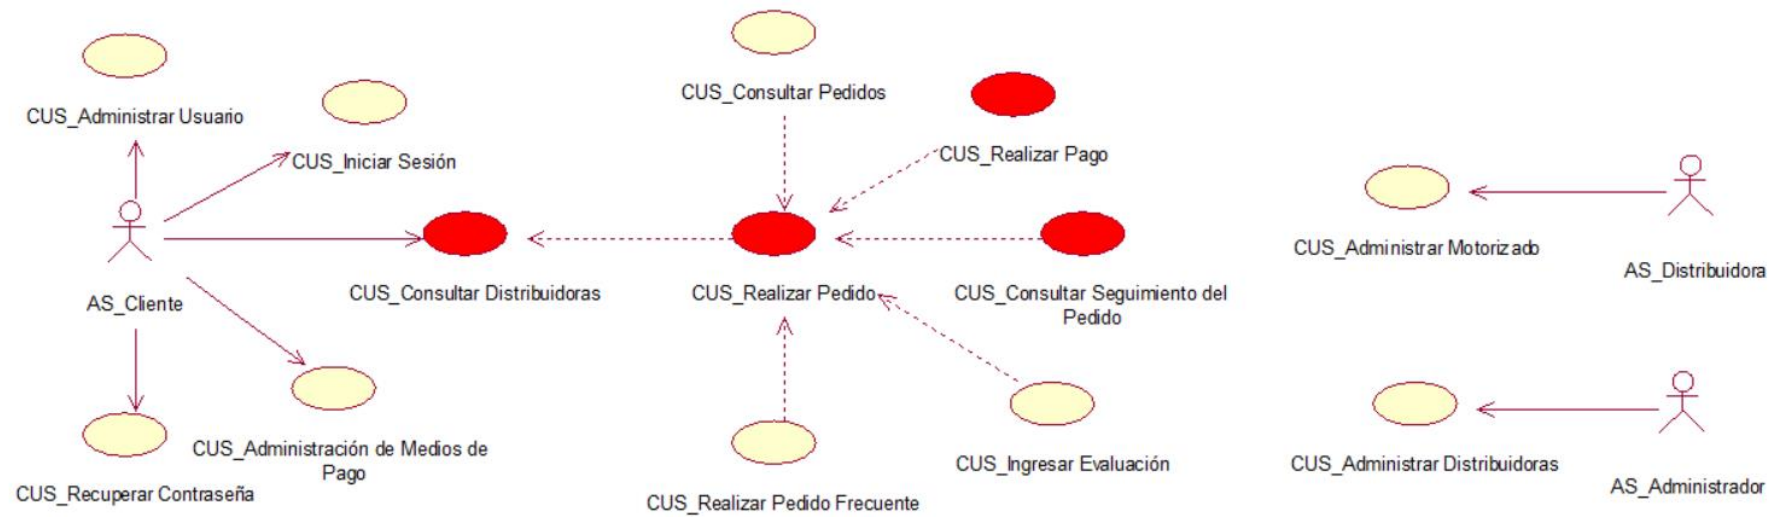 CUS_Consultar Pedidos
CUS_Administrar Usuario
CUS_Iniciar Sesión
CUS_Realizar Pago
CUS_Administrar Motorizado
AS_Distribuidora
AS_Cliente
CUS_Consultar Distribuidoras
CUS_Realizar Pedido
CUS_Consultar Seguimiento del
Pedido
CUS_Administración de Medios de
Pago
CUS_Recuperar Contraseña
CUS_Realizar Pedido Frecuente
CUS_Ingresar Evaluación
CUS_Administrar Distribuidoras
AS_Administrador